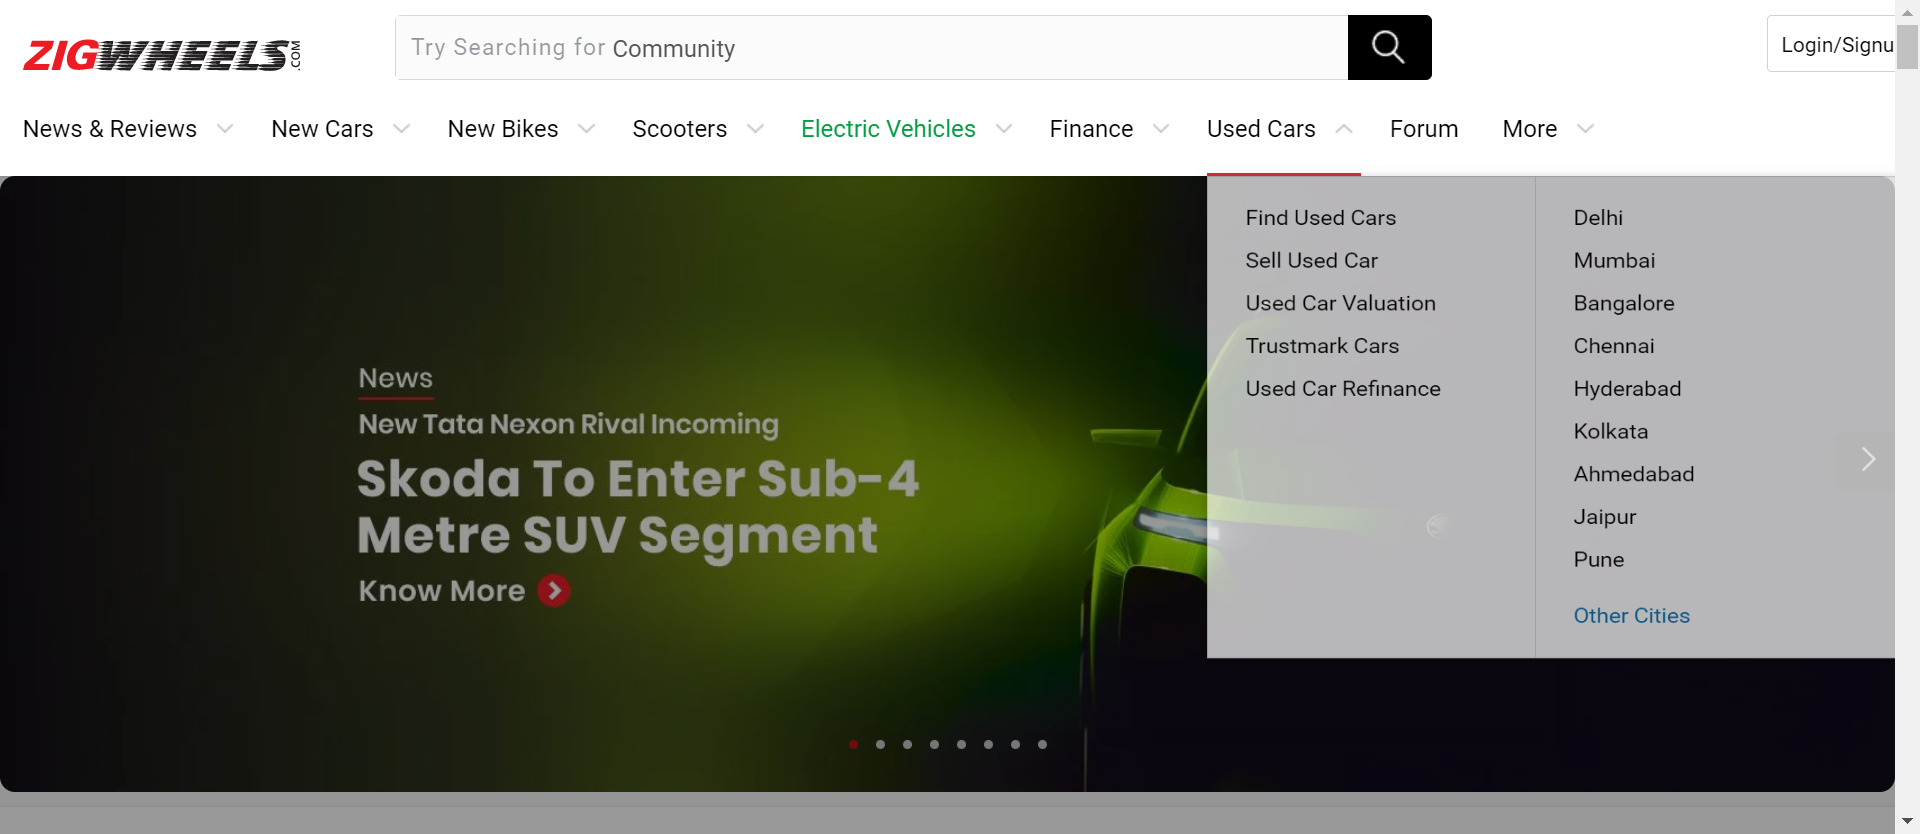 ZIGWHEELS.COM
Try Searching for Community
Login/Signu
News & Reviews
New Cars
New Bikes
Scooters
Electric Vehicles
Finance
Used Cars
Forum
More
Find Used Cars
Sell Used Car
Used Car Valuation
Trustmark Cars
Used Car Refinance
Delhi
Mumbai
Bangalore
Chennai
Hyderabad
Kolkata
Ahmedabad
Jaipur
Pune
Other Cities
News
New Tata Nexon Rival Incoming
Skoda To Enter Sub-4
Metre SUV Segment
Know More